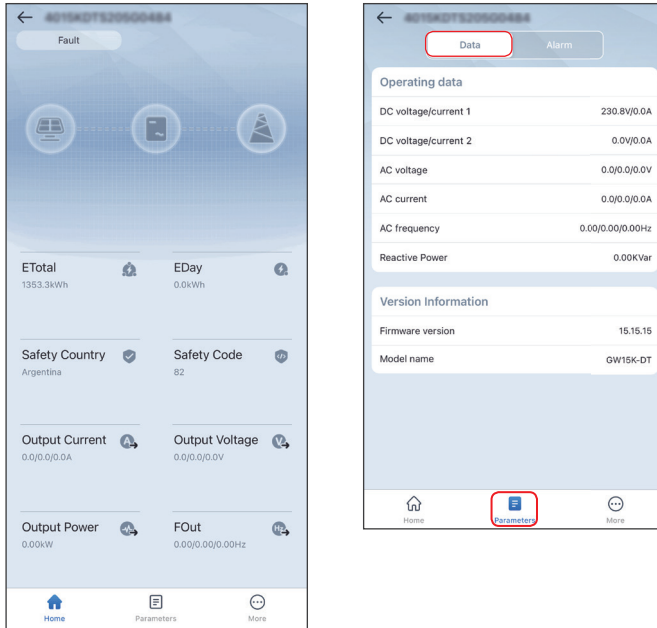 Fault
ETotal
1353.3kWh
EDay
0.0kWh
Safety Country
Argentina
Safety Code
82
Output Current
0.0/0.0/0.0A
Output Voltage
0.0/0.0/0.0V
Output Power
0.00kW
FOut
0.00/0.00/0.00Hz
Home
Parameters
More
Data
Alarm
Operating data
DC voltage/current 1 230.8V/0.0A
DC voltage/current 2 0.0V/0.0A
AC voltage 0.0/0.0/0.0V
AC current 0.0/0.0/0.0A
AC frequency 0.00/0.00/0.00Hz
Reactive Power 0.00KVar
Version Information
Firmware version 15.15.15
Model name GW15K-DT
Home
Parameters
More